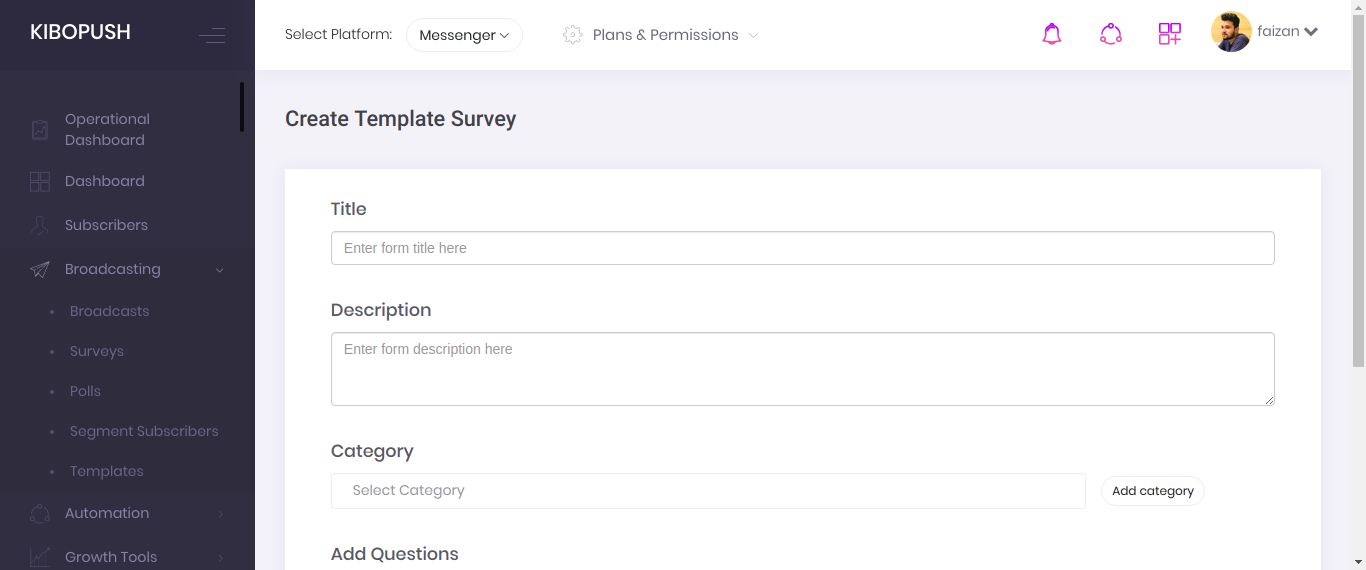 KIBOPUSH
Select Platform: Messenger
Plans & Permissions
faizan
Operational
Dashboard
Dashboard
Subscribers
Broadcasting
Broadcasts
Surveys
Polls
Segment Subscribers
Templates
Automation
Growth Tools
Create Template Survey
Title
Enter form title here
Description
Enter form description here
Category
Select Category
Add category
Add Questions